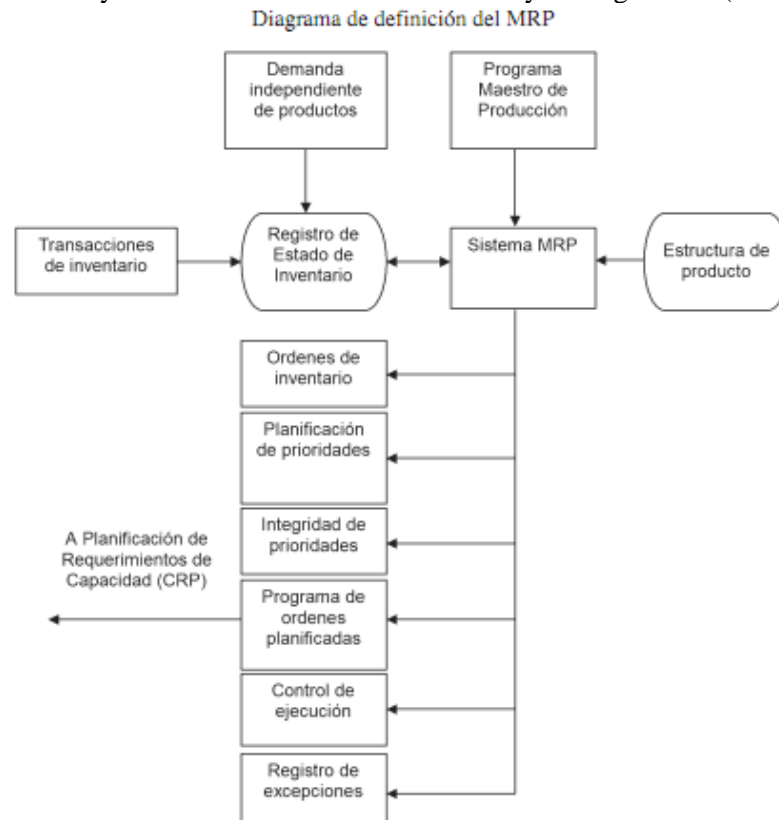 Diagrama de definición del MRP
Demanda
independiente
de productos
Programa
Maestro de
Producción
Transacciones
de inventario
Registro de
Estado de
Inventario
Sistema MRP
Estructura de
producto
Ordenes de
inventario
Planificación
de prioridades
Integridad de
prioridades
A Planificación de
Requerimientos de
Capacidad (CRP)
Programa de
ordenes
planificadas
Control de
ejecución
Registro de
excepciones